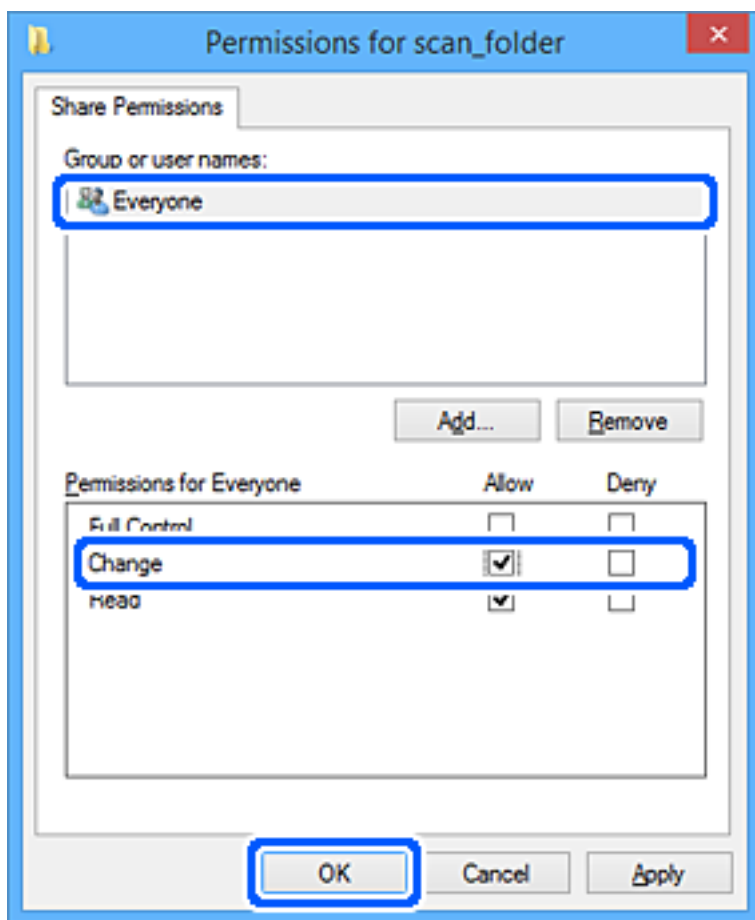 Permissions for scan_folder
Share Permissions
Group or user names:
Everyone
Add... Remove
Permissions for Everyone Allow Deny
Full Control
Change
Read
OK Cancel Apply